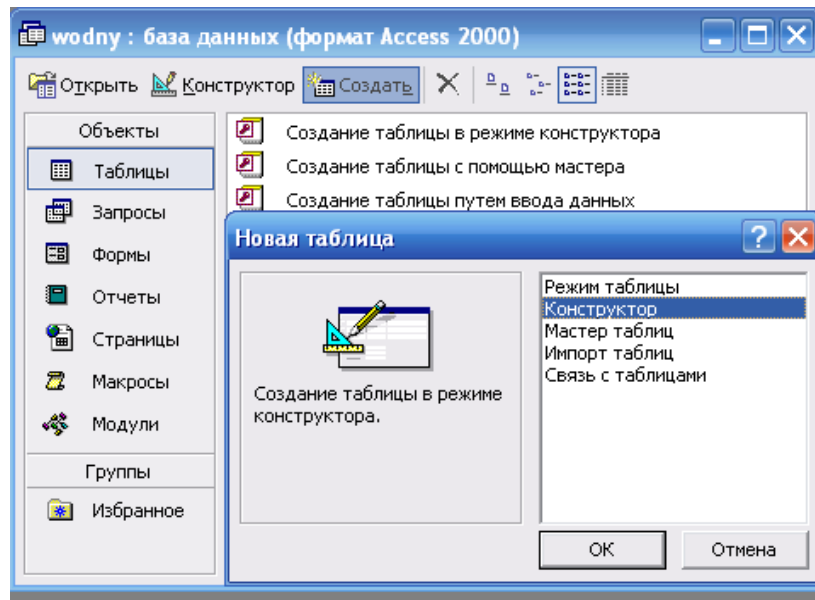 wodny : база данных (формат Access 2000)
Открыть Конструктор Создать
Объекты
Таблицы
Запросы
Формы
Отчеты
Страницы
Макросы
Модули
Группы
Избранное
Создание таблицы в режиме конструктора
Создание таблицы с помощью мастера
Создание таблицы путем ввода данных
Новая таблица
Создание таблицы в режиме
конструктора.
Режим таблицы
Конструктор
Мастер таблиц
Импорт таблиц
Связь с таблицами
ОК
Отмена